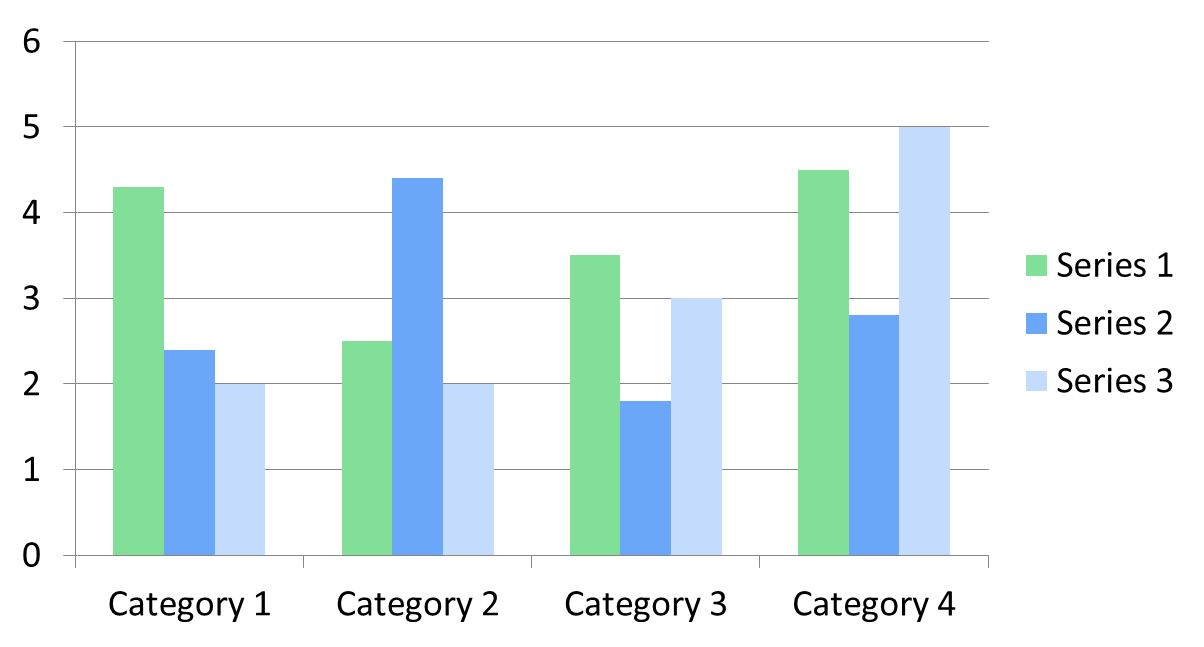 6
5
4
3
2
1
0
Category 1
Category 2
Category 3
Category 4
Series 1
Series 2
Series 3